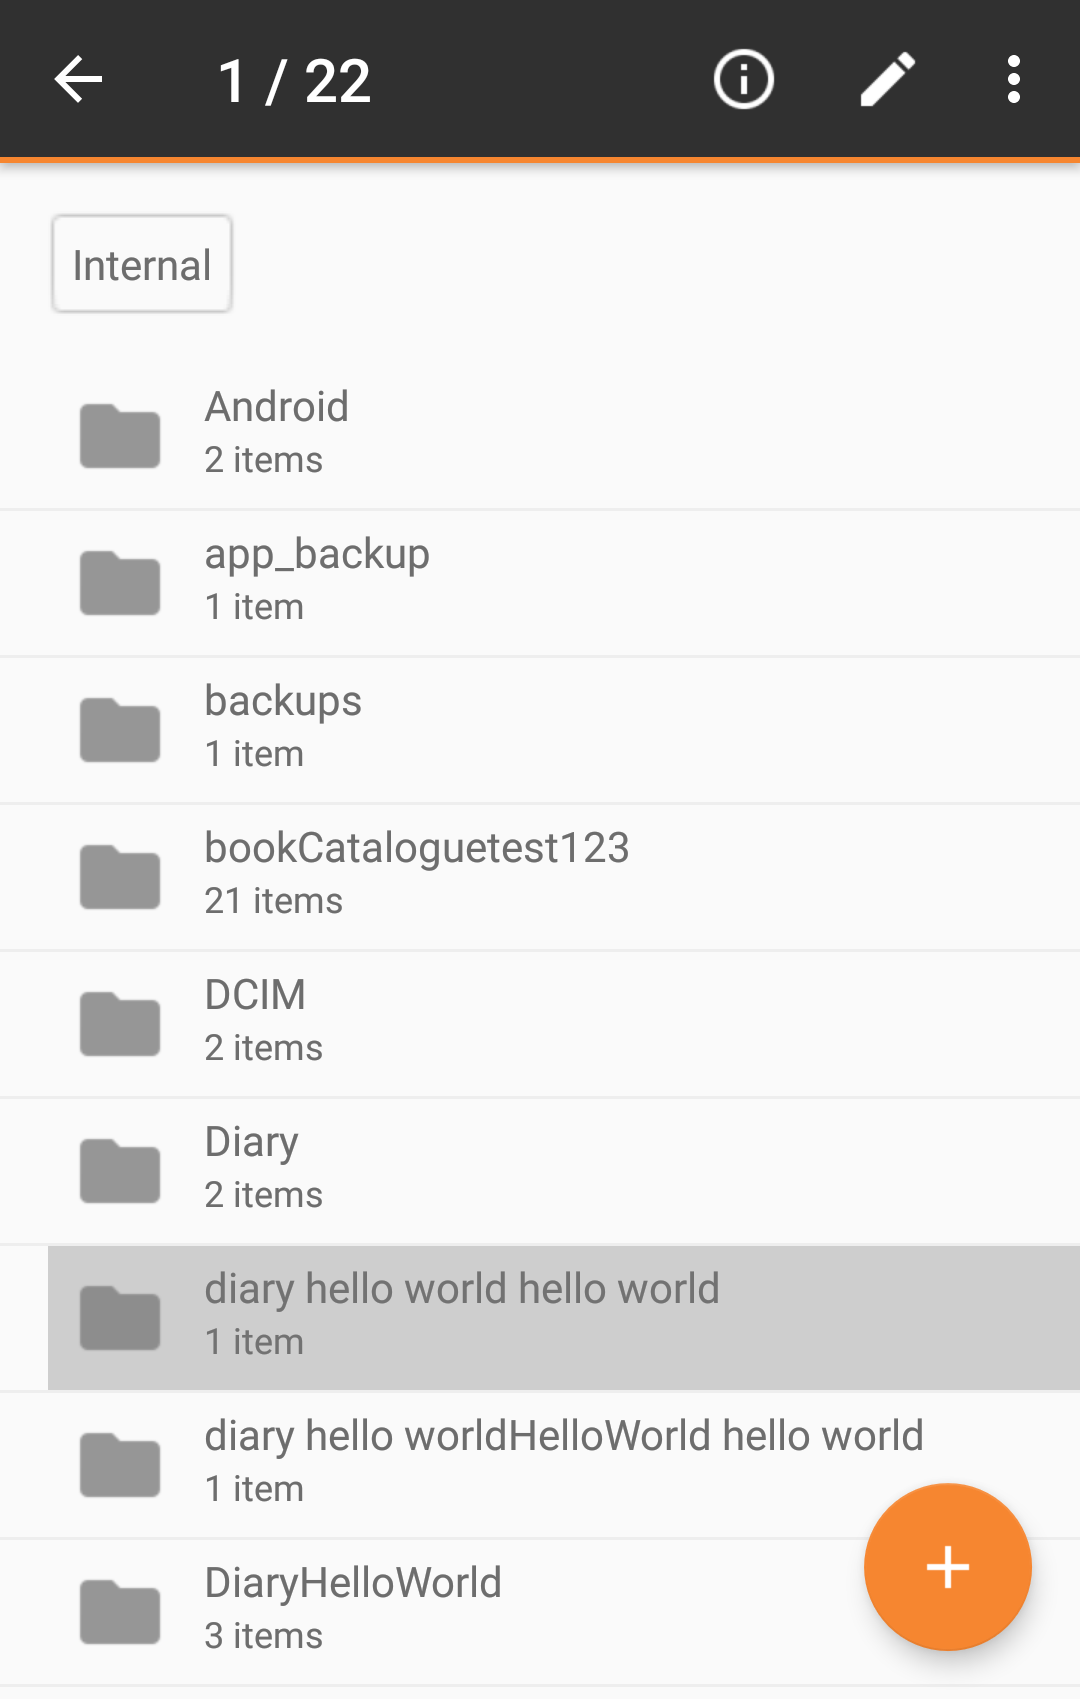 1 / 22
Internal
Android
2 items
app_backup
1 item
backups
1 item
bookCataloguetest123
21 items
DCIM
2 items
Diary
2 items
diary hello world hello world
1 item
diary hello worldHelloWorld hello world
1 item
DiaryHelloWorld
3 items